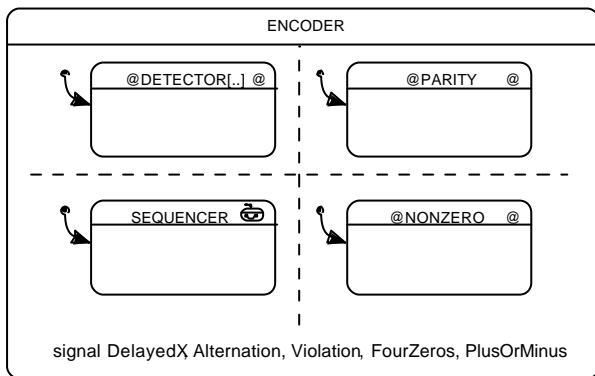 ENCODER
@DETECTOR[..] @
@PARITY @
SEQUENCER
@NONZERO @
signal DelayedX, Alternation, Violation, FourZeros, PlusOrMinus